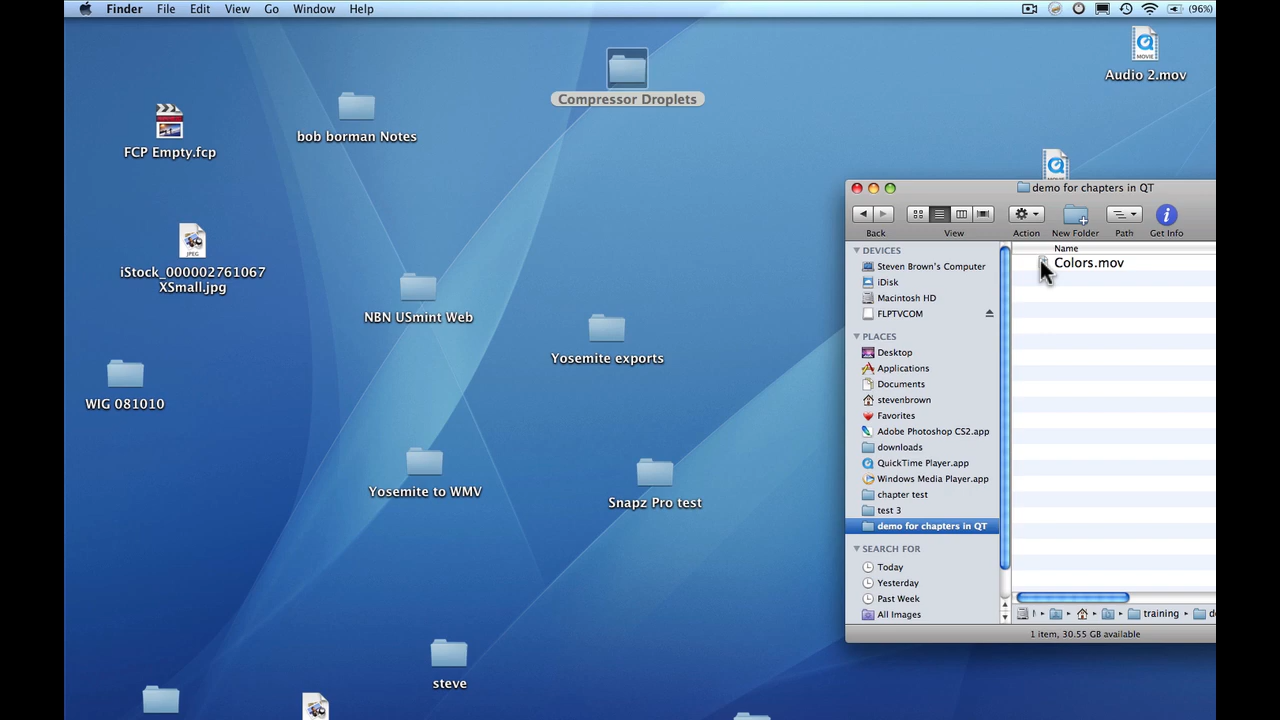 Finder File Edit View Go Window Help (96%)
Audio 2.mov
Compressor Droplets
bob borman Notes
FCP Empty.fcp
MOVIE
MOVIE
JPEG
iStock_000002761067
XSmall.jpg
NBN USmint Web
Yosemite exports
WIG 081010
Yosemite to WMV
Snapz Pro test
steve
demo for chapters in QT
Back View Action New Folder Path Get Info
DEVICES
Steven Brown's Computer
iDisk
Macintosh HD
FLPTVCOM
PLACES
Desktop
Applications
Documents
stevenbrown
Favorites
Adobe Photoshop CS2.app
downloads
QuickTime Player.app
Windows Media Player.app
chapter test
test 3
demo for chapters in QT
SEARCH FOR
Today
Yesterday
Past Week
All Images
Name
Colors.mov
training
1 item, 30.55 GB available